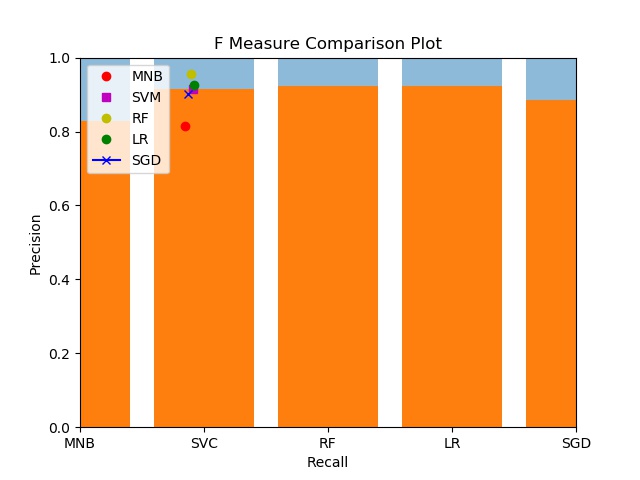 F Measure Comparison Plot
1.0
0.8
0.6
0.4
0.2
0.0
Precision
MNB
SVM
RF
LR
SGD
MNB SVC RF LR SGD
Recall